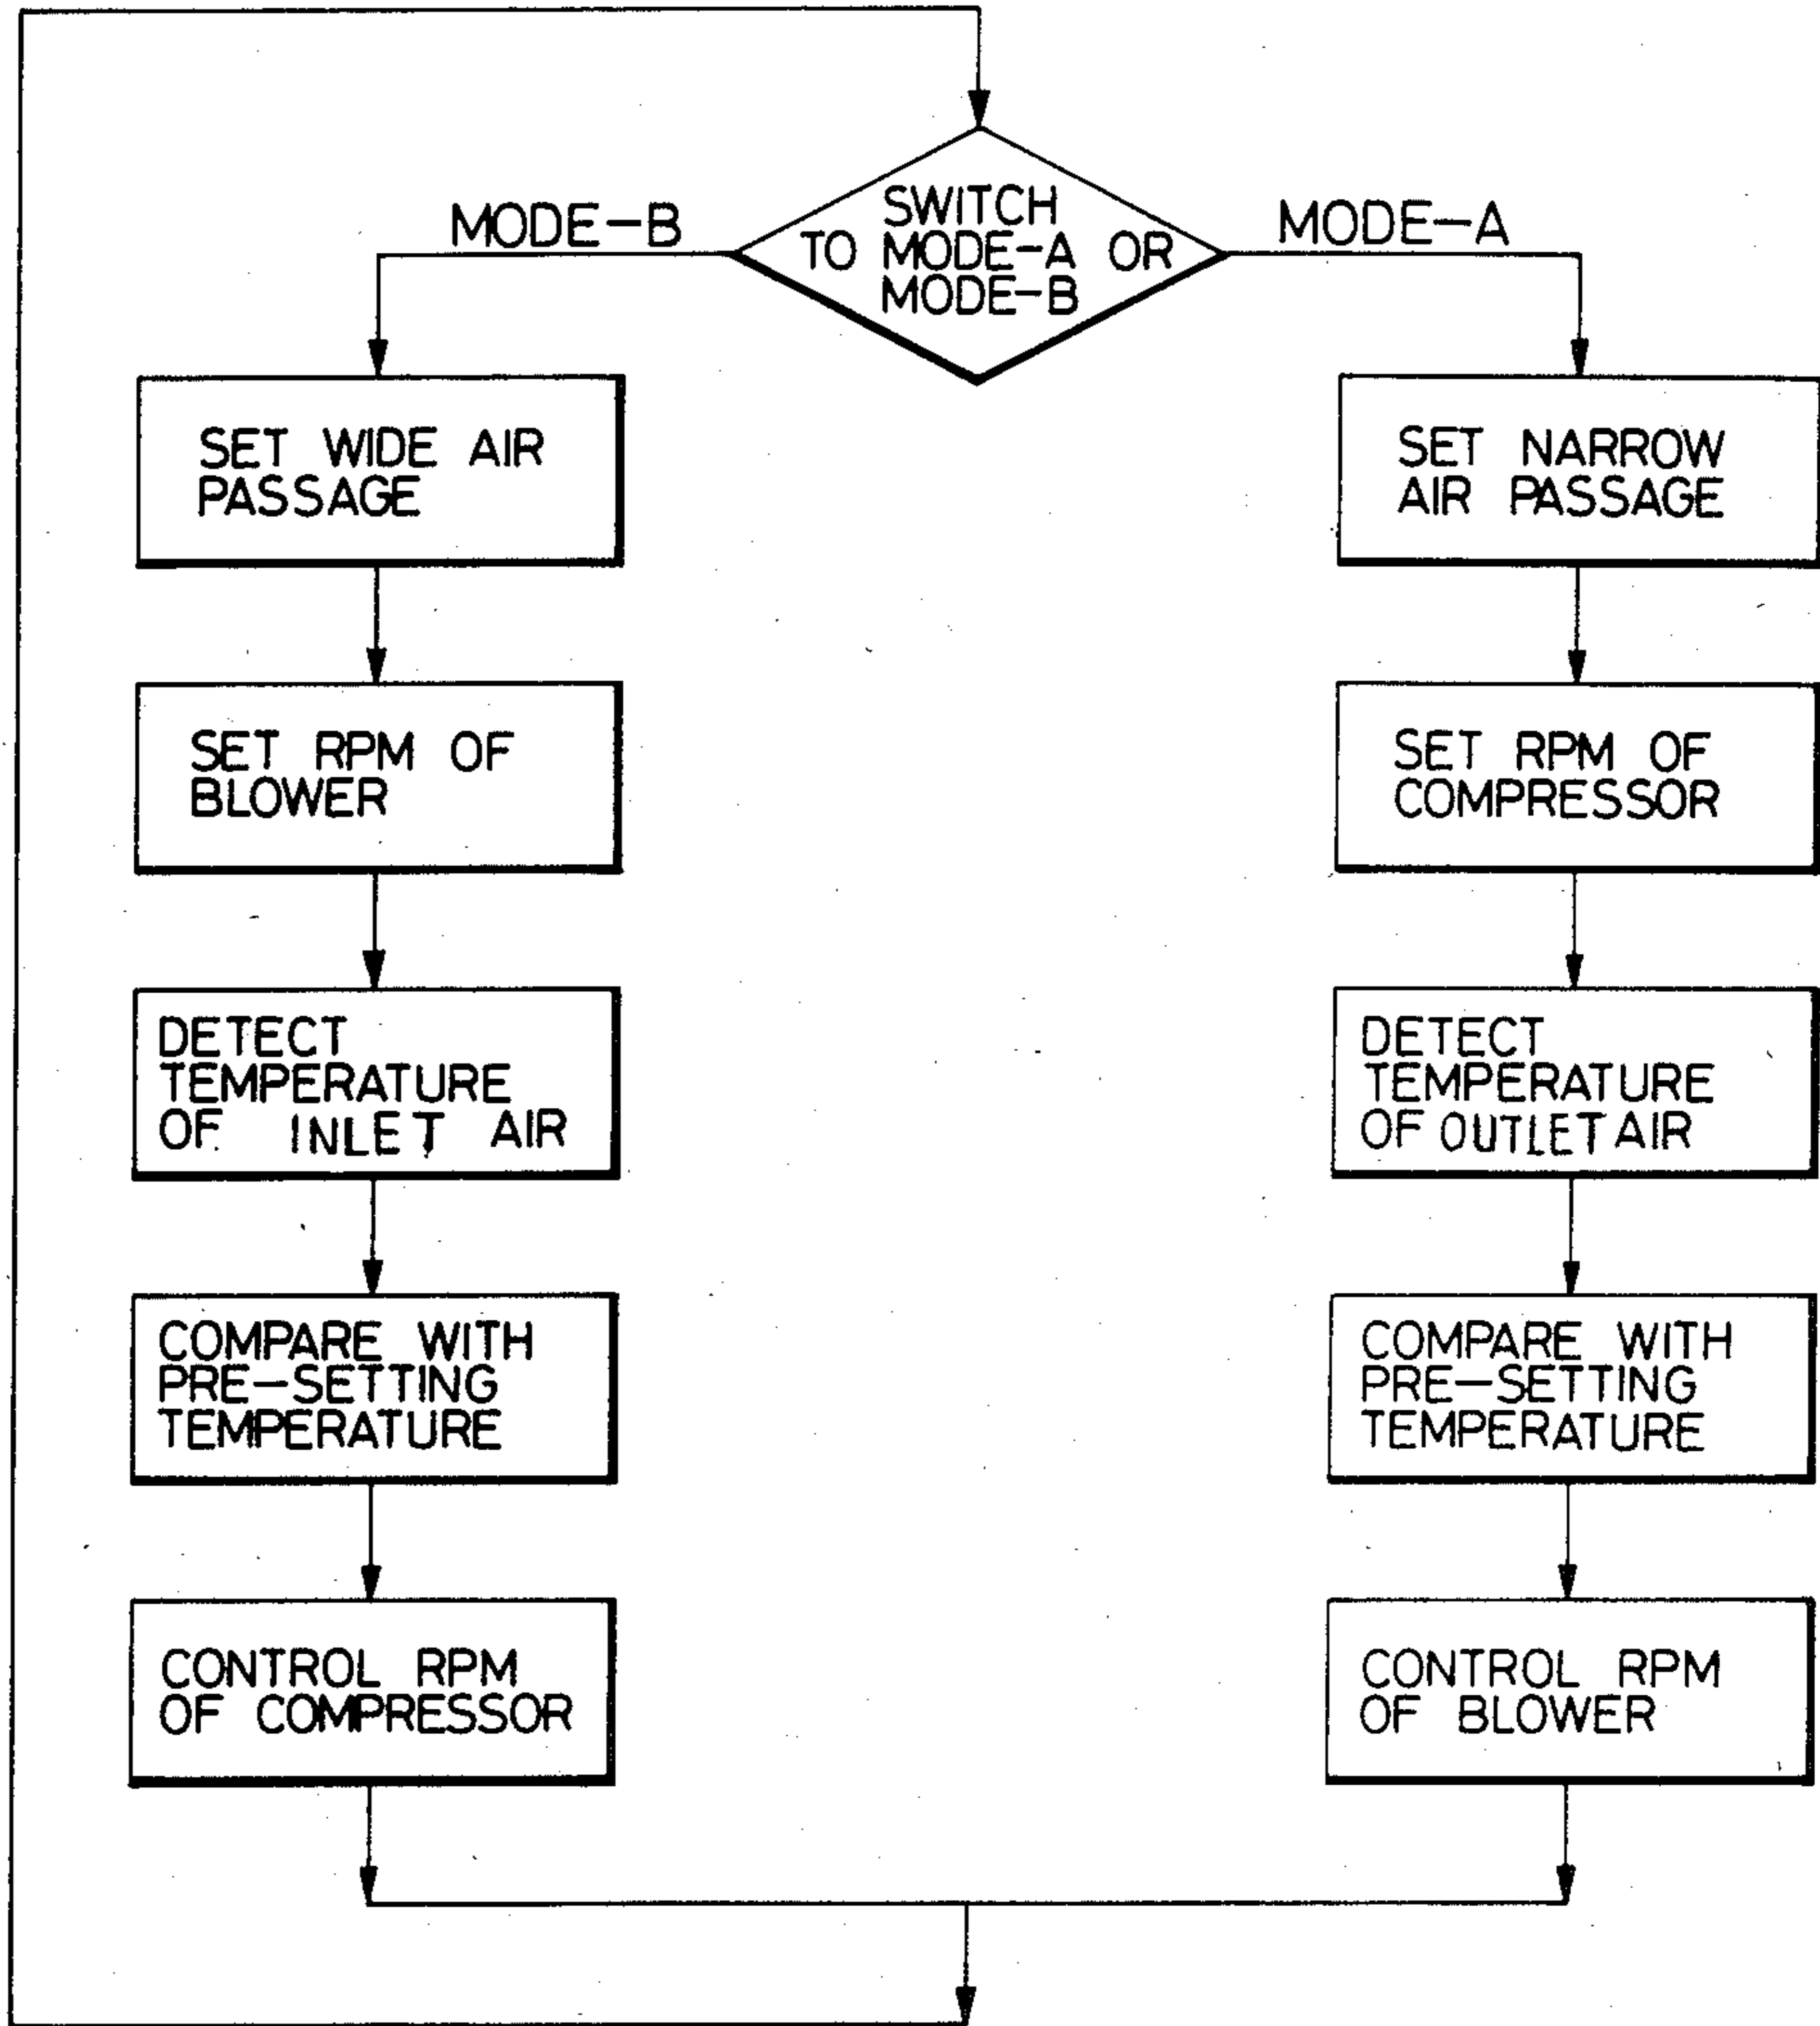 SWITCH
TO MODE-A OR
MODE-B
MODE-B
MODE-A
SET WIDE AIR
PASSAGE
SET RPM OF
BLOWER
DETECT
TEMPERATURE
OF INLET AIR
COMPARE WITH
PRE-SETTING
TEMPERATURE
CONTROL RPM
OF COMPRESSOR
SET NARROW
AIR PASSAGE
SET RPM OF
COMPRESSOR
DETECT
TEMPERATURE
OF OUTLET AIR
COMPARE WITH
PRE-SETTING
TEMPERATURE
CONTROL RPM
OF BLOWER